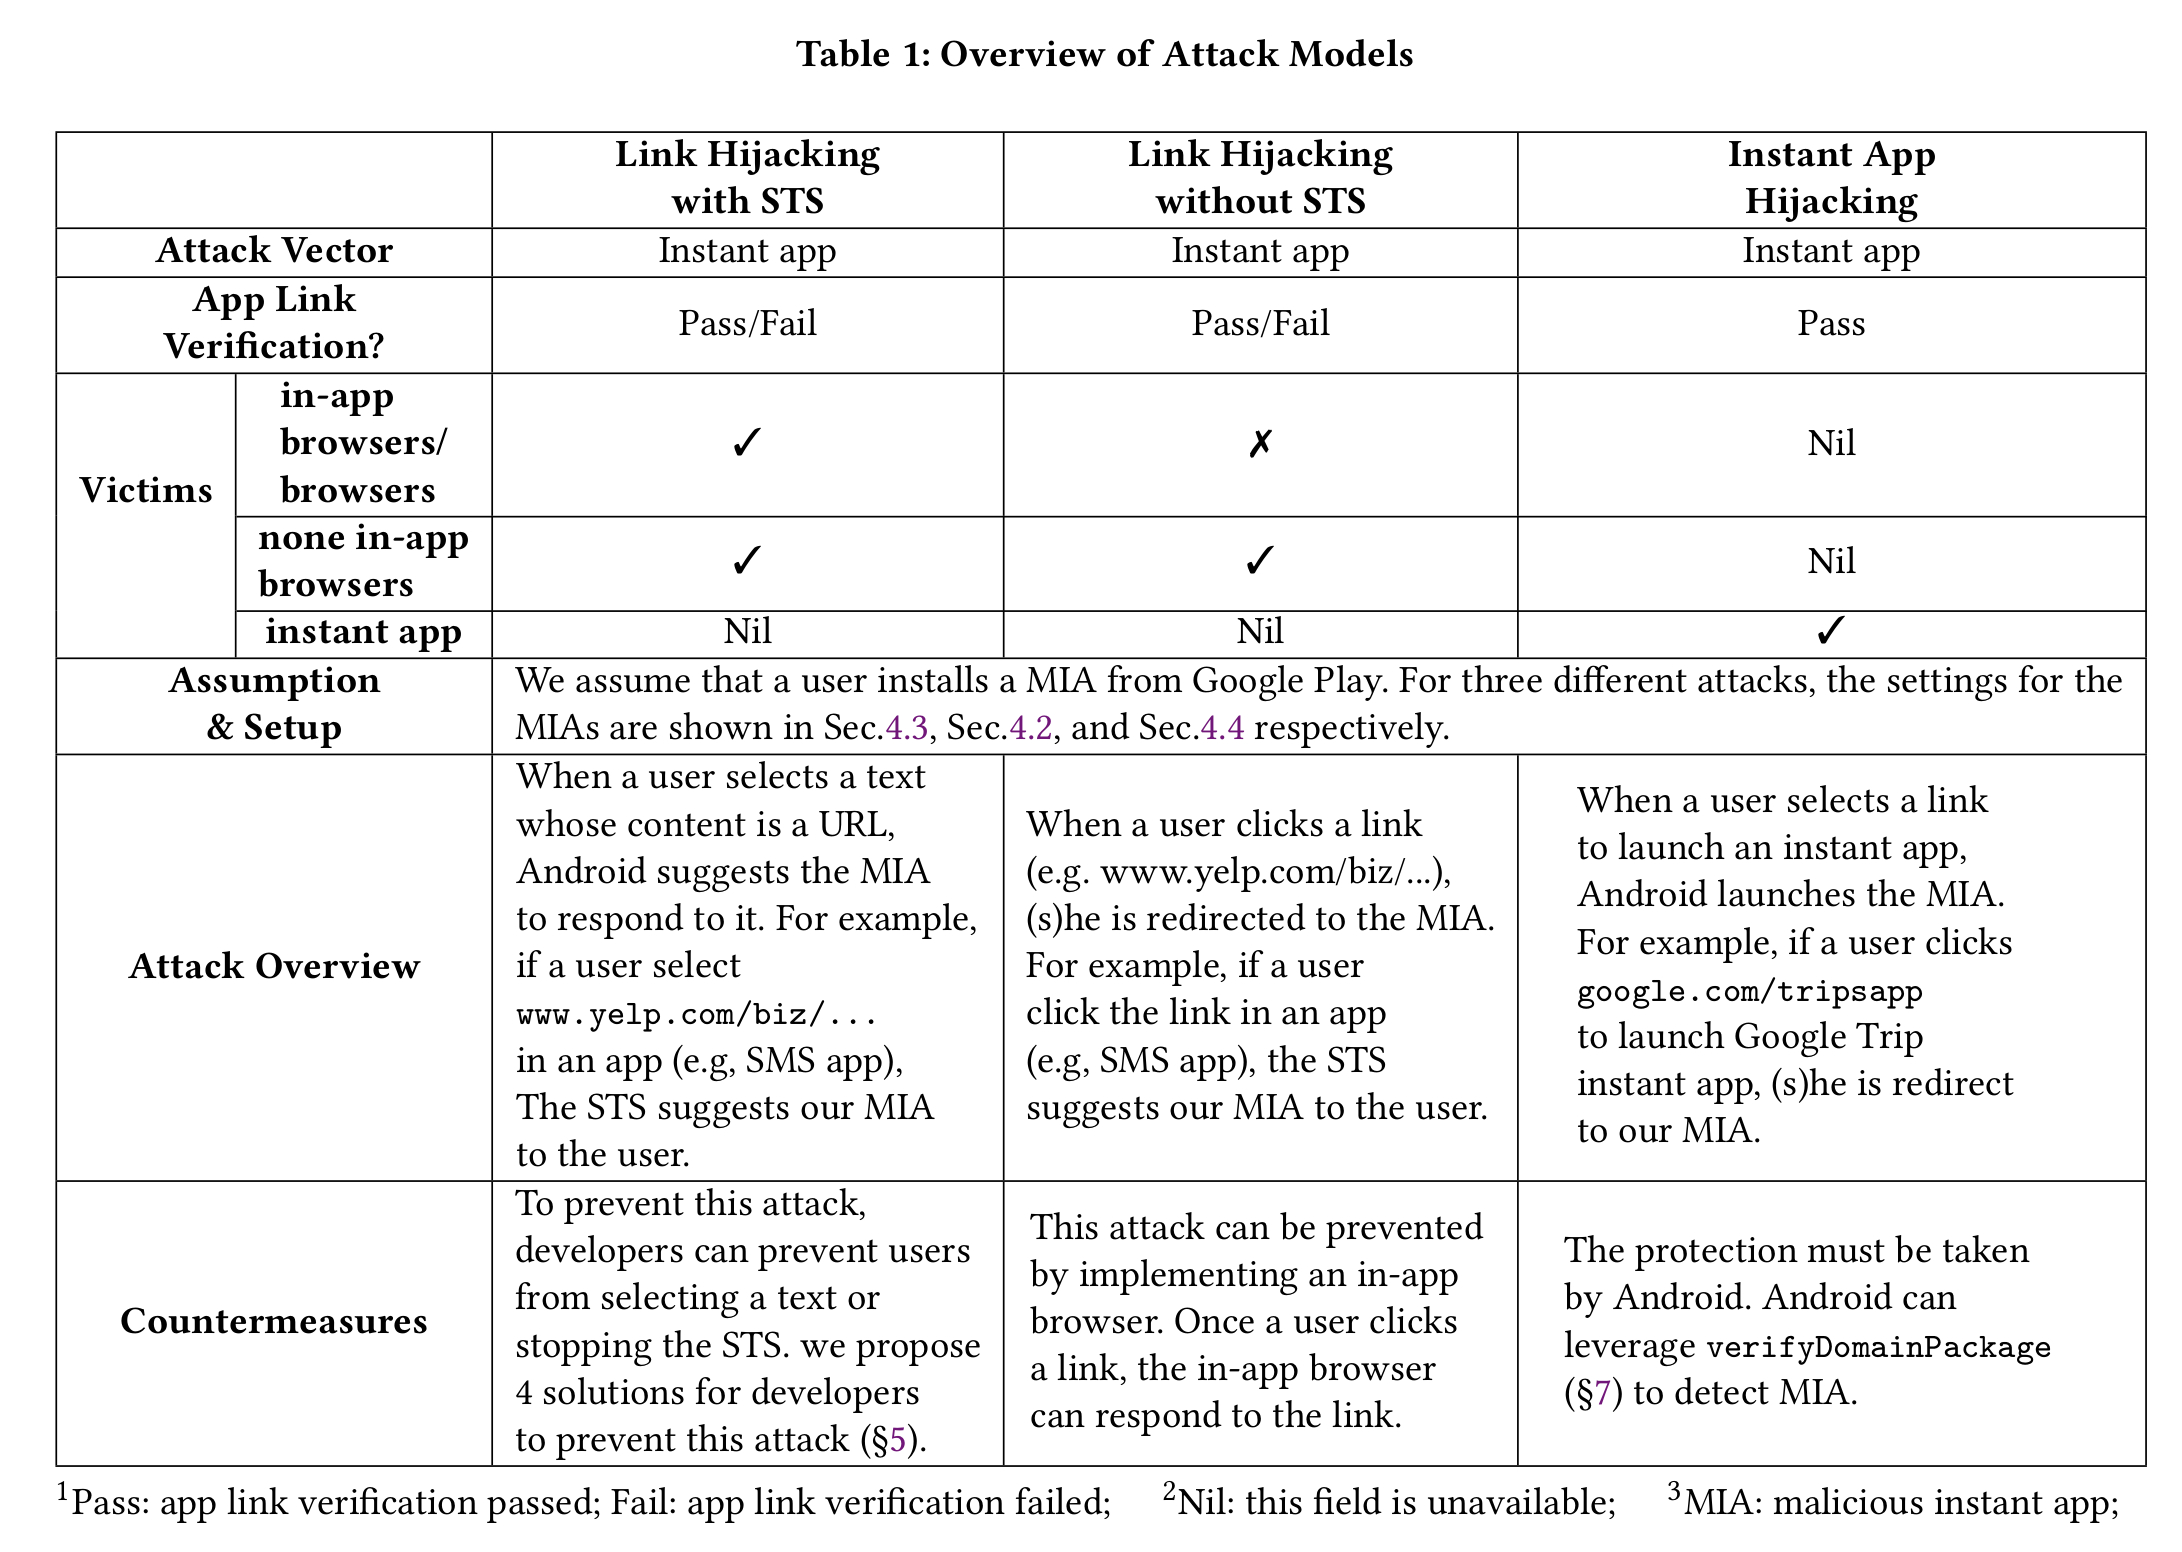 Table 1: Overview of Attack Models
Link Hijacking
with STS
Link Hijacking
without STS
Instant App
Hijacking
Attack Vector
Instant app
Instant app
Instant app
App Link
Verification?
Pass/Fail
Pass/Fail
Pass
Victims
in-app
browsers/
browsers
✓
✗
Nil
none in-app
browsers
✓
✓
Nil
instant app
Nil
Nil
✓
Assumption
& Setup
We assume that a user installs a MIA from Google Play. For three different attacks, the settings for the
MIAs are shown in Sec.4.3, Sec.4.2, and Sec.4.4 respectively.
Attack Overview
When a user selects a text
whose content is a URL,
Android suggests the MIA
to respond to it. For example,
if a user select
www.yelp.com/biz/...
in an app (e.g, SMS app),
The STS suggests our MIA
to the user.
When a user clicks a link
(e.g. www.yelp.com/biz/...),
(s)he is redirected to the MIA.
For example, if a user
click the link in an app
(e.g, SMS app), the STS
suggests our MIA to the user.
When a user selects a link
to launch an instant app,
Android launches the MIA.
For example, if a user clicks
google.com/tripsapp
to launch Google Trip
instant app, (s)he is redirect
to our MIA.
Countermeasures
To prevent this attack,
developers can prevent users
from selecting a text or
stopping the STS. we propose
4 solutions for developers
to prevent this attack (§5).
This attack can be prevented
by implementing an in-app
browser. Once a user clicks
a link, the in-app browser
can respond to the link.
The protection must be taken
by Android. Android can
leverage verifyDomainPackage
(§7) to detect MIA.
1Pass: app link verification passed; Fail: app link verification failed; 2Nil: this field is unavailable; 3MIA: malicious instant app;